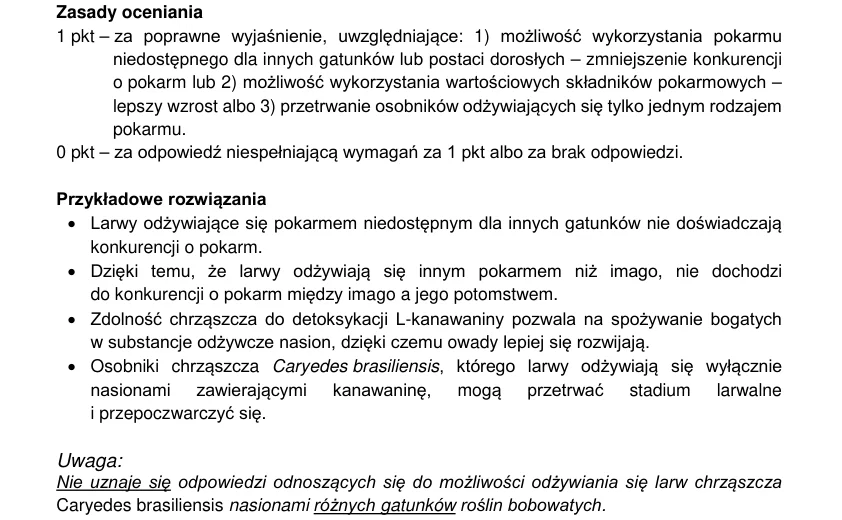 Zasady oceniania
1 pkt – za poprawne wyjaśnienie, uwzględniające: 1) możliwość wykorzystania pokarmu
niedostępnego dla innych gatunków lub postaci dorosłych – zmniejszenie konkurencji
o pokarm lub 2) możliwość wykorzystania wartościowych składników pokarmowych –
lepszy wzrost albo 3) przetrwanie osobników odżywiających się tylko jednym rodzajem
pokarmu.
0 pkt – za odpowiedź niespełniającą wymagań za 1 pkt albo za brak odpowiedzi.
Przykładowe rozwiązania
• Larwy odżywiające się pokarmem niedostępnym dla innych gatunków nie doświadczają
konkurencji o pokarm.
• Dzięki temu, że larwy odżywiają się innym pokarmem niż imago, nie dochodzi
do konkurencji o pokarm między imago a jego potomstwem.
• Zdolność chrząszcza do detoksykacji L-kanawaniny pozwala na spożywanie bogatych
w substancje odżywcze nasion, dzięki czemu owady lepiej się rozwijają.
• Osobniki chrząszcza Caryedes brasiliensis, którego larwy odżywiają się wyłącznie
nasionami zawierającymi kanawaninę, mogą przetrwać stadium larwalne
i przepoczwarczyć się.
Uwaga:
Nie uznaje się odpowiedzi odnoszących się do możliwości odżywiania się larw chrząszcza
Caryedes brasiliensis nasionami różnych gatunków roślin bobowatych.